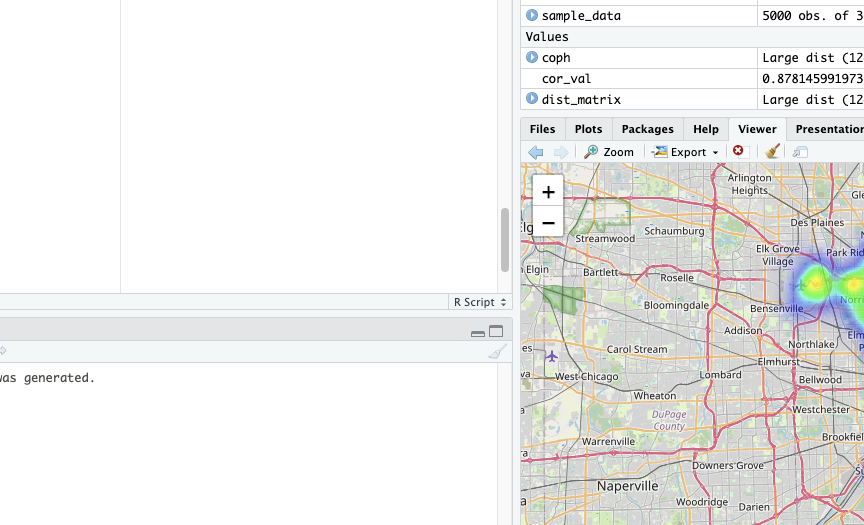 sample_data 5000 obs. of 3
Values
coph Large dist (12
cor_val 0.878145991973
dist_matrix Large dist (12
Files Plots Packages Help Viewer Presentation
Zoom Export
+
−
Arlington
Heights
Des Plaines
Schaumburg
Streamwood
Elk Grove
Village
Park Rid
Elgin
Bartlett
Roselle
Bloomingdale
Bensenville
Norri
R Script
Addison
Elm
P
Northlake
Carol Stream
Elmhurst
was generated.
West Chicago
Lombard
Bellwood
Wheaton
Westchester
DuPage
County
Brookfiel
Warrenville
Downers Grove
Naperville
Woodridge
Darien